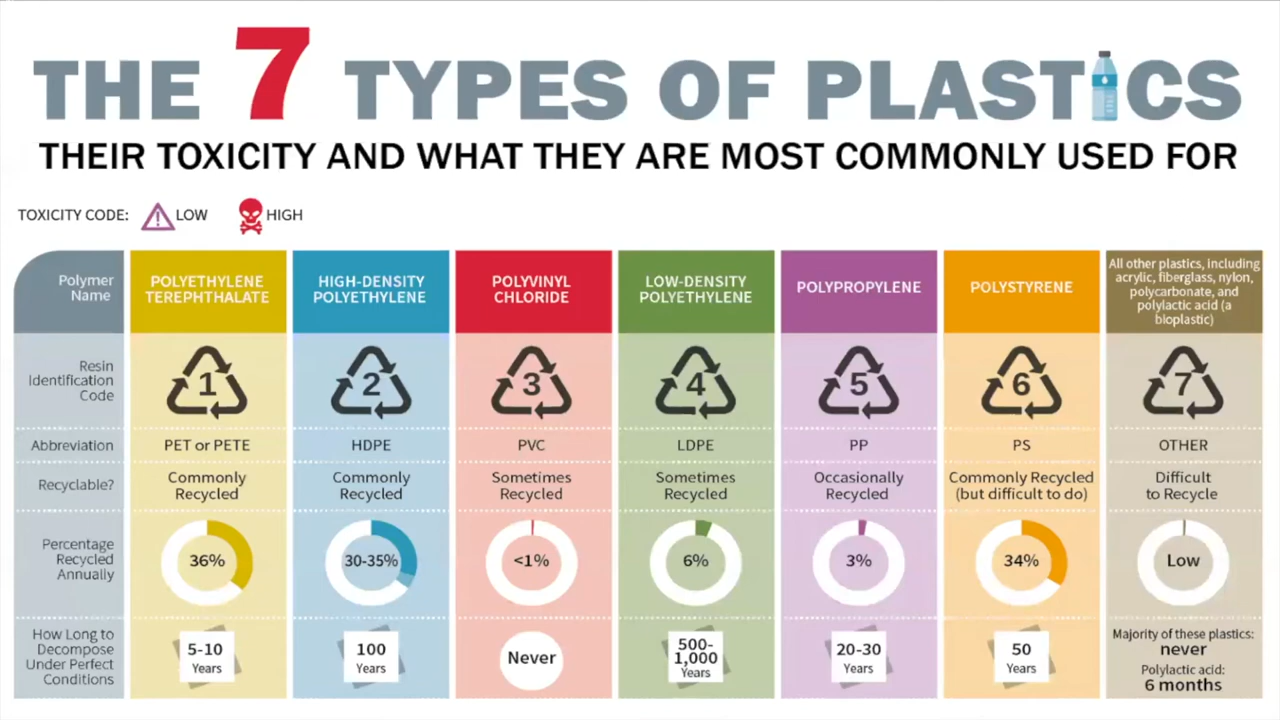 THE 7 TYPES OF PLASTICS
THEIR TOXICITY AND WHAT THEY ARE MOST COMMONLY USED FOR
TOXICITY CODE: LOW HIGH
Polymer
Name
POLYETHYLENE
TEREPHTHALATE
HIGH-DENSITY
POLYETHYLENE
POLYVINYL
CHLORIDE
LOW-DENSITY
POLYETHYLENE
POLYPROPYLENE
POLYSTYRENE
All other plastics, including
acrylic, fiberglass, nylon,
polycarbonate, and
polylactic acid (a
bioplastic)
Resin
Identification
Code
1
2
3
4
5
6
7
Abbreviation
PET or PETE
HDPE
PVC
LDPE
PP
PS
OTHER
Recyclable?
Commonly
Recycled
Commonly
Recycled
Sometimes
Recycled
Sometimes
Recycled
Occasionally
Recycled
Commonly Recycled
(but difficult to do)
Difficult
to Recycle
Percentage
Recycled
Annually
36%
30-35%
<1%
6%
3%
34%
Low
How Long to
Decompose
Under Perfect
Conditions
5-10
Years
100
Years
Never
500-
1,000
Years
20-30
Years
50
Years
Majority of these plastics:
never
Polylactic acid:
6 months